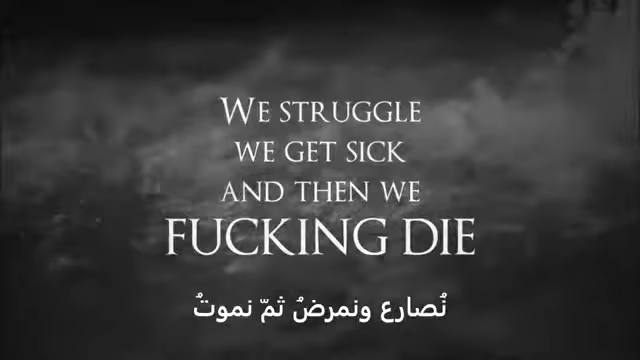 We struggle
we get sick
and then we
fucking die
نُصارع ونمرضُ ثمّ نموتُ